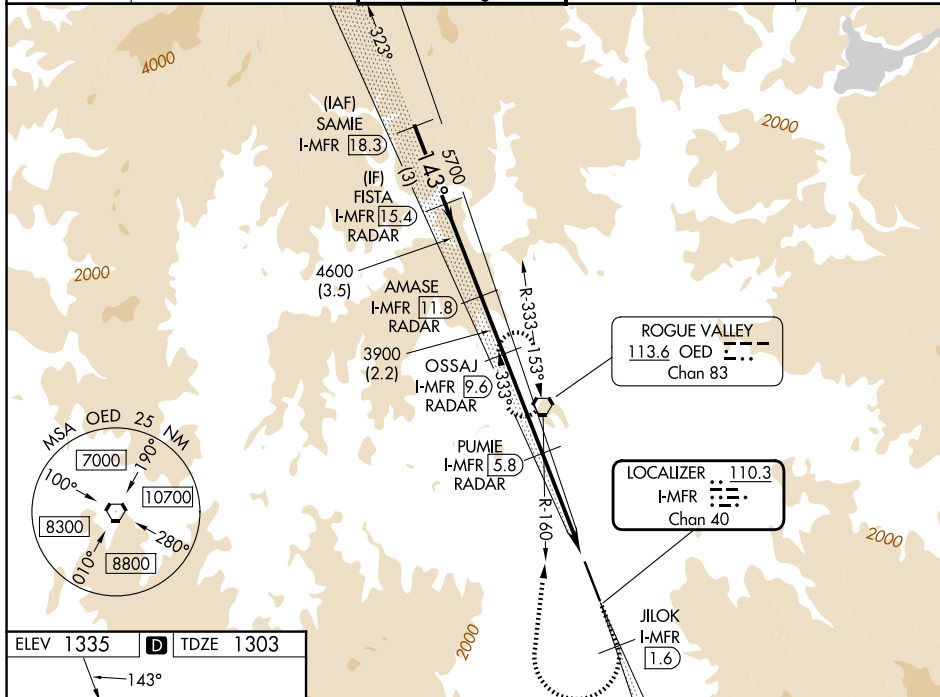 323°
4000
(IAF)
SAMIE
I-MFR 18.3
5700
143°
(3)
2000
(IF)
FISTA
I-MFR 15.4
RADAR
2000
4600
(3.5)
AMASE
I-MFR 11.8
RADAR
R-333
153°
3900
(2.2)
OSSAJ
I-MFR 9.6
RADAR
333°
ROGUE VALLEY
113.6 OED
Chan 83
PUMIE
I-MFR 5.8
RADAR
R-160
LOCALIZER 110.3
I-MFR
Chan 40
MSA OED 25 NM
7000
190°
100°
10700
8300
280°
010°
8800
2000
2000
JILOK
I-MFR
1.6
ELEV 1335 D TDZE 1303
143°